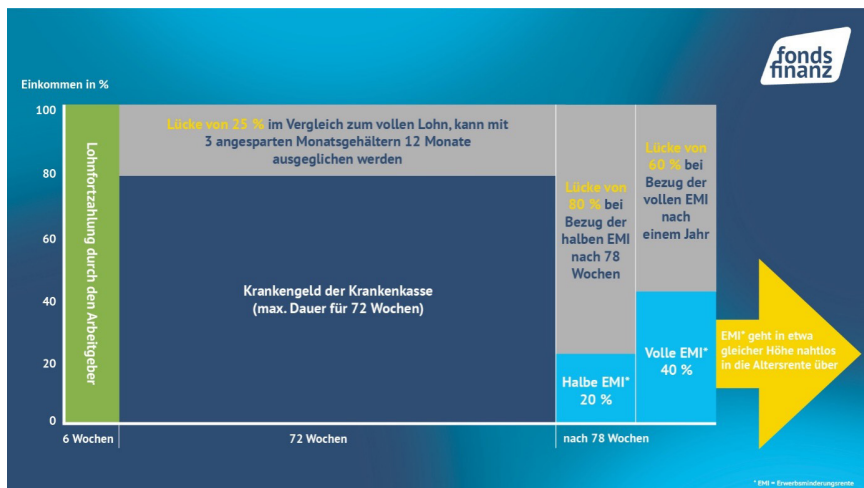 fonds
finanz
Einkommen in %
100
80
60
40
20
0
Lohnfortzahlung durch den Arbeitgeber
Lücke von 25 % im Vergleich zum vollen Lohn, kann mit
3 angesparten Monatsgehältern 12 Monate
ausgeglichen werden
Krankengeld der Krankenkasse
(max. Dauer für 72 Wochen)
Lücke von
80 % bei
Bezug der
halben EMI
nach 78
Wochen
Halbe EMI*
20 %
Lücke von
60 % bei
Bezug der
vollen EMI
nach
einem Jahr
Volle EMI*
40 %
EMI* geht in etwa
gleicher Höhe nahtlos
in die Altersrente über
6 Wochen
72 Wochen
nach 78 Wochen
* EMI = Erwerbsminderungsrente